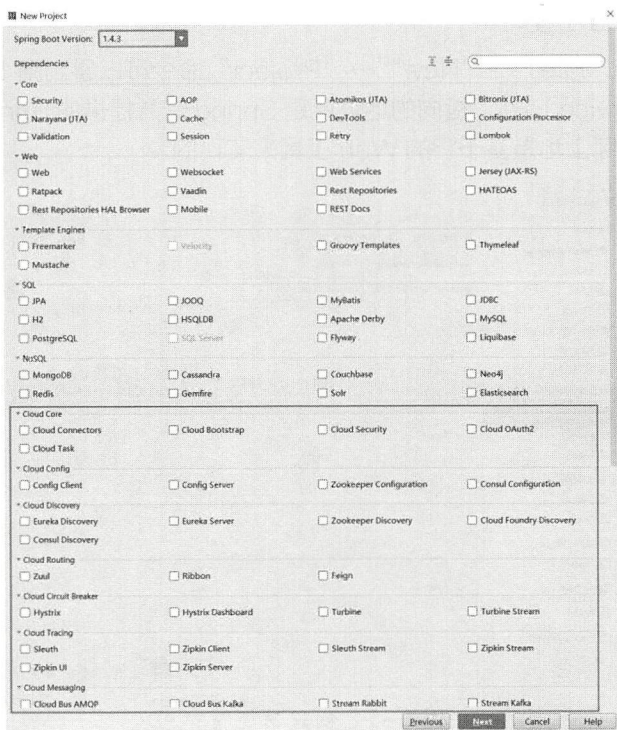 New Project
Spring Boot Version: 1.4.3
Dependencies
Core
Security AOP Atomikos (JTA) Bitronix (JTA)
Narayana (JTA) Cache DevTools Configuration Processor
Validation Session Retry Lombok
Web
Web Websocket Web Services Jersey (JAX-RS)
Ratpack Vaadin Rest Repositories HATEOAS
Rest Repositories HAL Browser Mobile REST Docs
Template Engines
Freemarker Velocity Groovy Templates Thymeleaf
Mustache
SQL
JPA JOOQ MyBatis JDBC
H2 HSQLDB Apache Derby MySQL
PostgreSQL SQL Server Flyway Liquibase
NoSQL
MongoDB Cassandra Couchbase Neo4j
Redis Gemfire Solr Elasticsearch
Cloud Core
Cloud Connectors Cloud Bootstrap Cloud Security Cloud OAuth2
Cloud Task
Cloud Config
Config Client Config Server Zookeeper Configuration Consul Configuration
Cloud Discovery
Eureka Discovery Eureka Server Zookeeper Discovery Cloud Foundry Discovery
Consul Discovery
Cloud Routing
Zuul Ribbon Feign
Cloud Circuit Breaker
Hystrix Hystrix Dashboard Turbine Turbine Stream
Cloud Tracing
Sleuth Zipkin Client Sleuth Stream Zipkin Stream
Zipkin UI Zipkin Server
Cloud Messaging
Cloud Bus AMQP Cloud Bus Kafka Stream Rabbit Stream Kafka
Previous Next Cancel Help